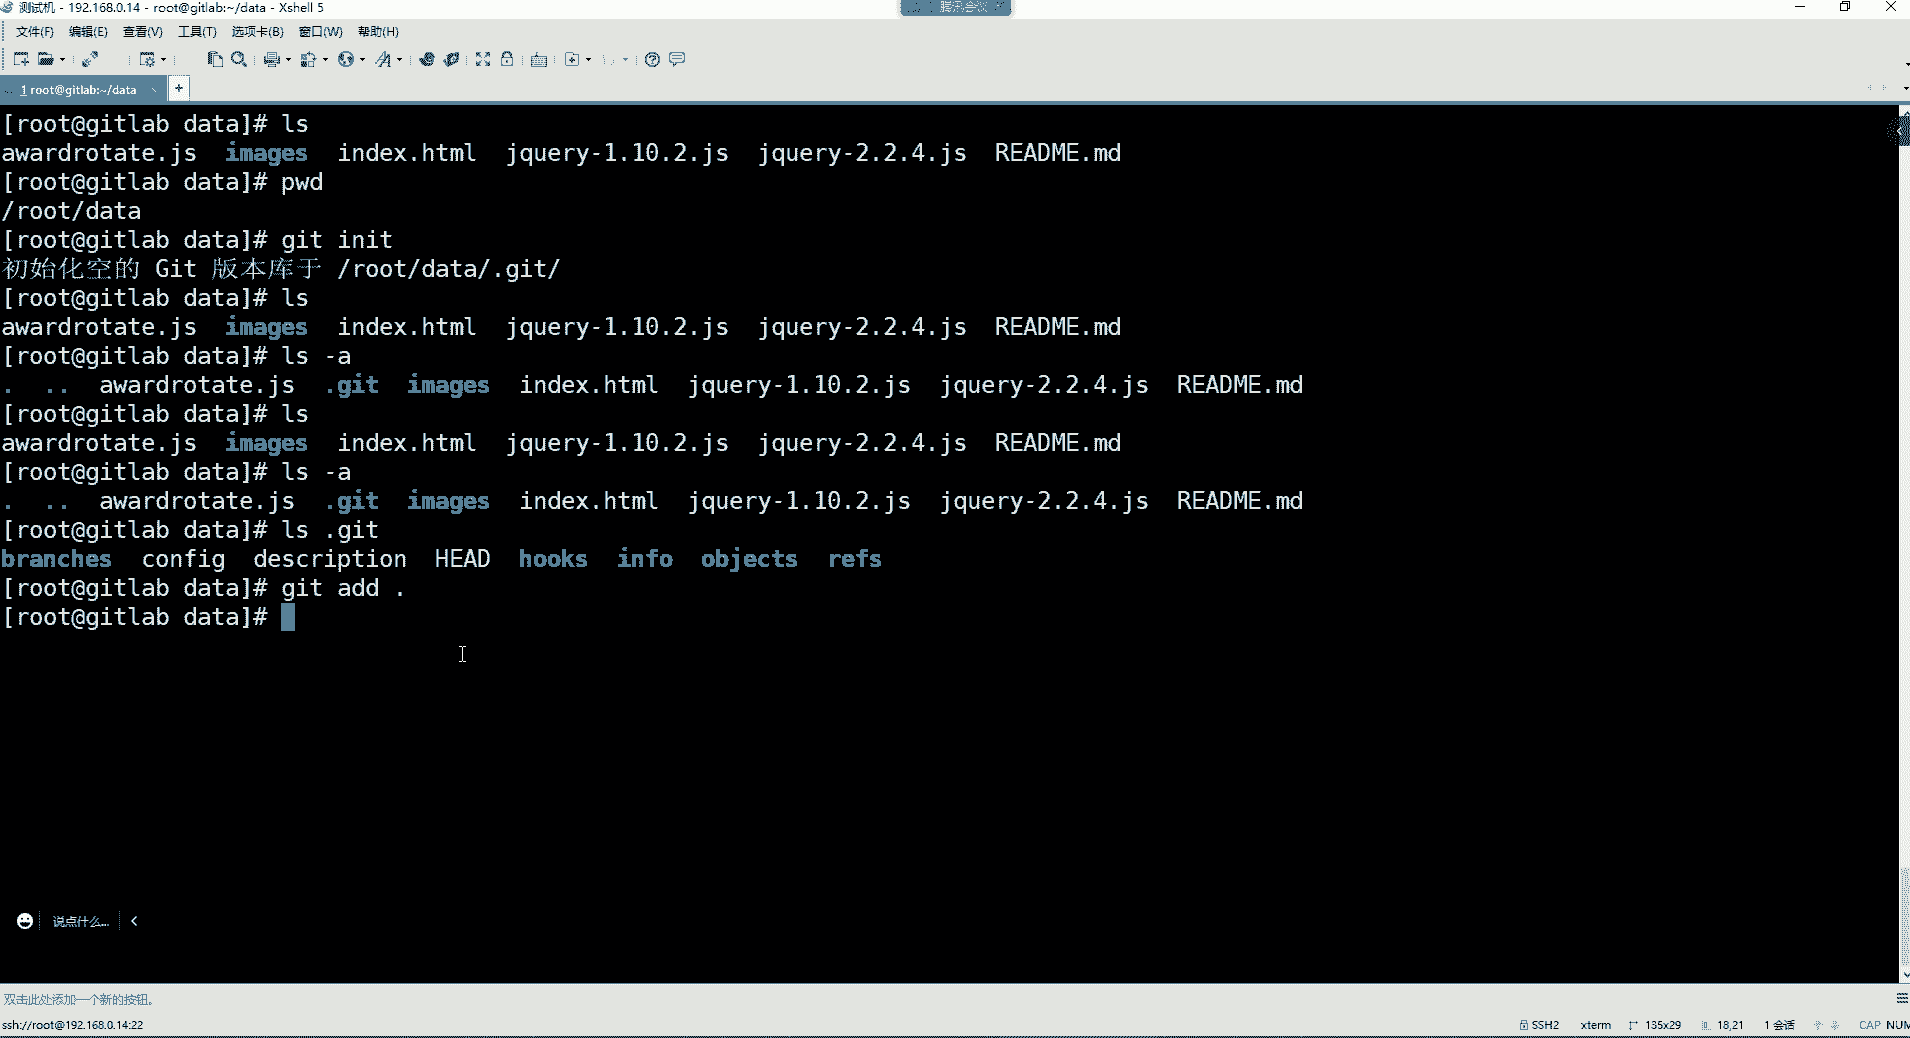 测试机 - 192.168.0.14 - root@gitlab:~/data - Xshell 5
腾讯会议
文件(F) 编辑(E) 查看(V) 工具(T) 选项卡(B) 窗口(W) 帮助(H)
1 root@gitlab:~/data
[root@gitlab data]# ls
awardrotate.js images index.html jquery-1.10.2.js jquery-2.2.4.js README.md
[root@gitlab data]# pwd
/root/data
[root@gitlab data]# git init
初始化空的 Git 版本库于 /root/data/.git/
[root@gitlab data]# ls
awardrotate.js images index.html jquery-1.10.2.js jquery-2.2.4.js README.md
[root@gitlab data]# ls -a
. .. awardrotate.js .git images index.html jquery-1.10.2.js jquery-2.2.4.js README.md
[root@gitlab data]# ls
awardrotate.js images index.html jquery-1.10.2.js jquery-2.2.4.js README.md
[root@gitlab data]# ls -a
. .. awardrotate.js .git images index.html jquery-1.10.2.js jquery-2.2.4.js README.md
[root@gitlab data]# ls .git
branches config description HEAD hooks info objects refs
[root@gitlab data]# git add .
[root@gitlab data]#
说点什么...
双击此处添加一个新的按钮。
ssh://root@192.168.0.14:22 SSH2 xterm 135x29 18,21 1 会话 CAP NUM